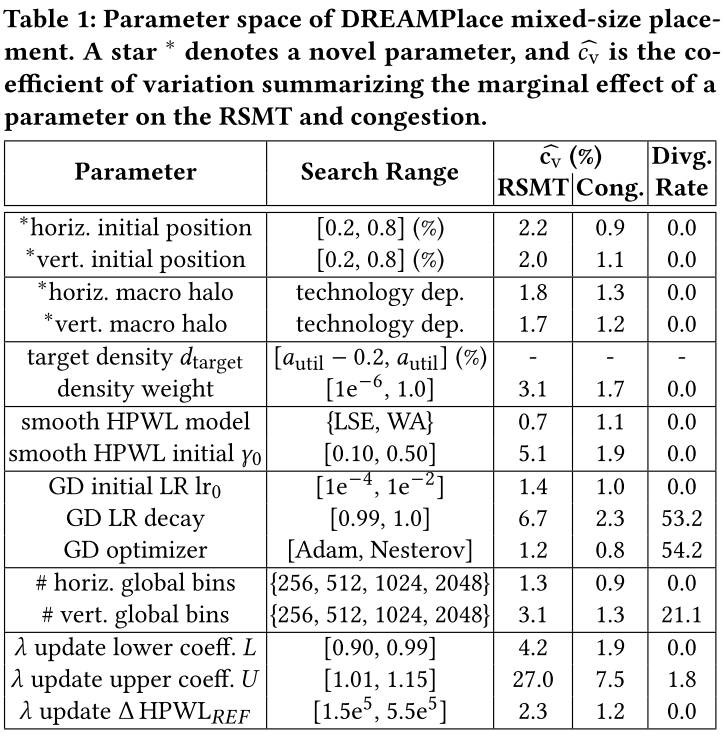 Table 1: Parameter space of DREAMPlace mixed-size place-
ment. A star * denotes a novel parameter, and $\widehat{c_v}$ is the co-
efficient of variation summarizing the marginal effect of a
parameter on the RSMT and congestion.
Parameter | Search Range | $\widehat{c_v}$ (%) RSMT | Cong. | Divg. Rate
*horiz. initial position | [0.2, 0.8] (%) | 2.2 | 0.9 | 0.0
*vert. initial position | [0.2, 0.8] (%) | 2.0 | 1.1 | 0.0
*horiz. macro halo | technology dep. | 1.8 | 1.3 | 0.0
*vert. macro halo | technology dep. | 1.7 | 1.2 | 0.0
target density $d_{\text{target}}$ | [$a_{\text{util}}$ − 0.2, $a_{\text{util}}$] (%) | - | - | -
density weight | [1e$^{-6}$, 1.0] | 3.1 | 1.7 | 0.0
smooth HPWL model | {LSE, WA} | 0.7 | 1.1 | 0.0
smooth HPWL initial $\gamma_0$ | [0.10, 0.50] | 5.1 | 1.9 | 0.0
GD initial LR lr$_0$ | [1e$^{-4}$, 1e$^{-2}$] | 1.4 | 1.0 | 0.0
GD LR decay | [0.99, 1.0] | 6.7 | 2.3 | 53.2
GD optimizer | [Adam, Nesterov] | 1.2 | 0.8 | 54.2
# horiz. global bins | {256, 512, 1024, 2048} | 1.3 | 0.9 | 0.0
# vert. global bins | {256, 512, 1024, 2048} | 3.1 | 1.3 | 21.1
λ update lower coeff. $L$ | [0.90, 0.99] | 4.2 | 1.9 | 0.0
λ update upper coeff. $U$ | [1.01, 1.15] | 27.0 | 7.5 | 1.8
λ update Δ HPWL$_{REF}$ | [1.5e$^5$, 5.5e$^5$] | 2.3 | 1.2 | 0.0